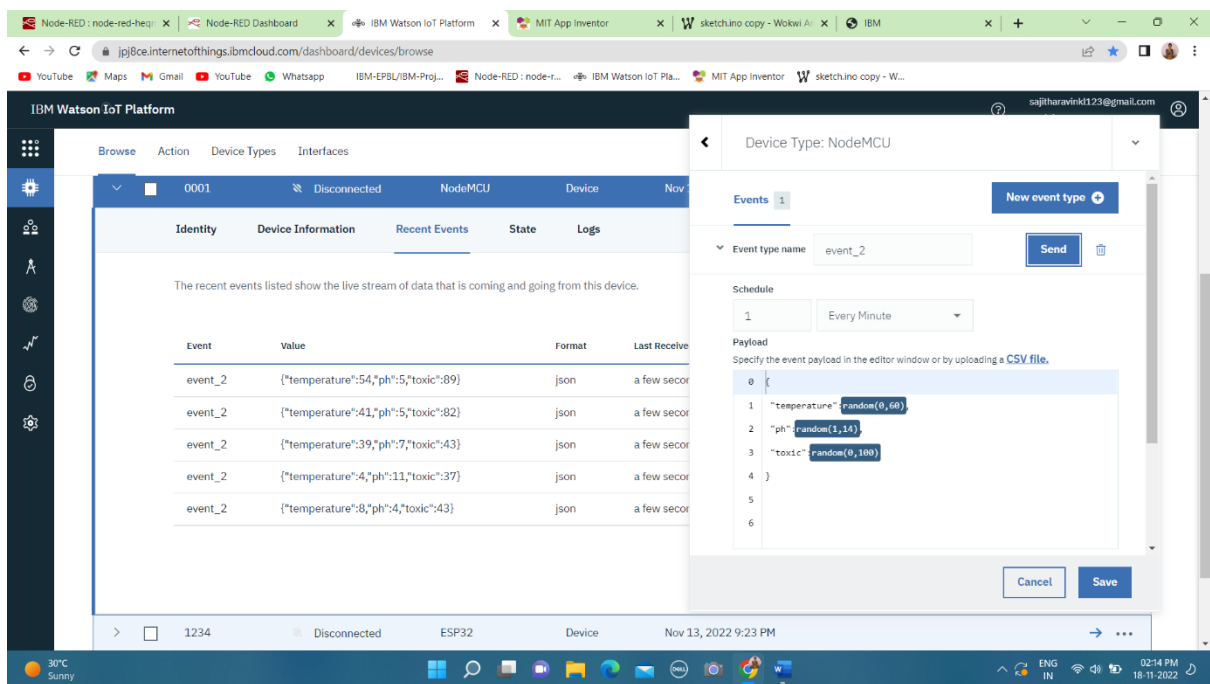 Node-RED : node-red-heqn
Node-RED Dashboard
IBM Watson IoT Platform
MIT App Inventor
sketch.ino copy - Wokwi Ar
IBM
jpj8ce.internetofthings.ibmcloud.com/dashboard/devices/browse
YouTube Maps Gmail YouTube Whatsapp IBM-EPBL/IBM-Proj... Node-RED : node-r... IBM Watson IoT Pla... MIT App Inventor sketch.ino copy - W...
IBM Watson IoT Platform
sajitharavinkl123@gmail.com
Browse Action Device Types Interfaces
0001 Disconnected NodeMCU Device Nov
Identity Device Information Recent Events State Logs
The recent events listed show the live stream of data that is coming and going from this device.
Event Value Format Last Receive
event_2 {"temperature":54,"ph":5,"toxic":89} json a few secor
event_2 {"temperature":41,"ph":5,"toxic":82} json a few secor
event_2 {"temperature":39,"ph":7,"toxic":43} json a few secor
event_2 {"temperature":4,"ph":11,"toxic":37} json a few secor
event_2 {"temperature":8,"ph":4,"toxic":43} json a few secor
Device Type: NodeMCU
Events 1
New event type
Event type name event_2 Send
Schedule
1 Every Minute
Payload
Specify the event payload in the editor window or by uploading a CSV file.
0 {
1 "temperature":random(0,60),
2 "ph":random(1,14),
3 "toxic":random(0,100)
4 }
5
6
Cancel Save
1234 Disconnected ESP32 Device Nov 13, 2022 9:23 PM
30°C
Sunny
DELL
ENG
IN
02:14 PM
18-11-2022